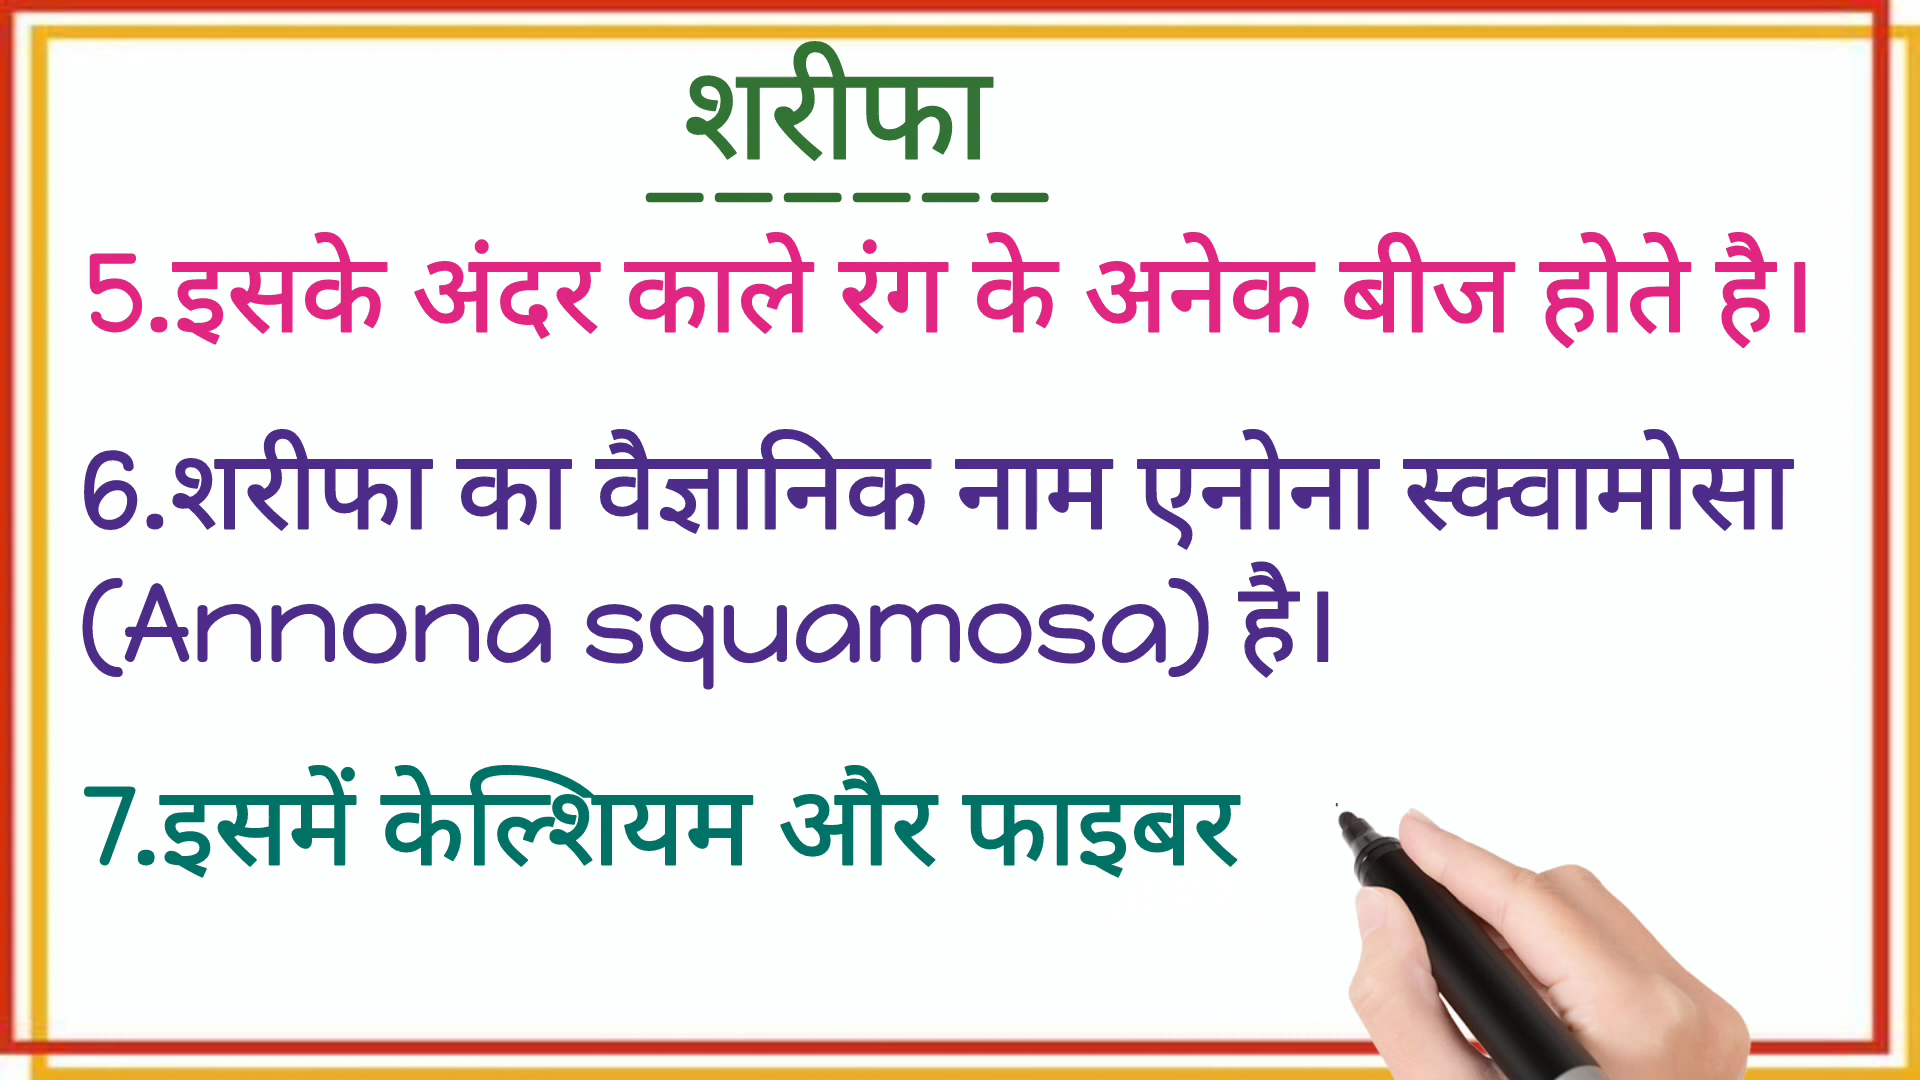 शरीफा
5.इसके अंदर काले रंग के अनेक बीज होते है।
6.शरीफा का वैज्ञानिक नाम एनोना स्क्वामोसा
(Annona squamosa) है।
7.इसमें केल्शियम और फाइबर